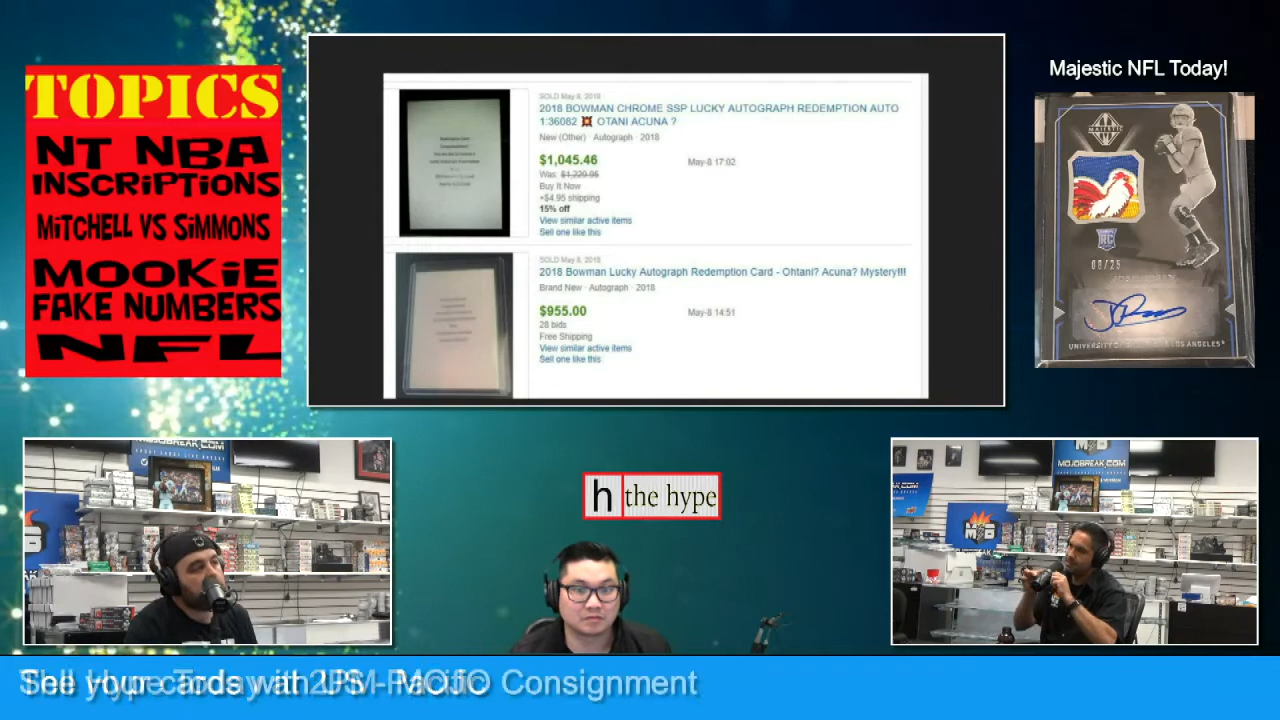 TOPICS
NT NBA
INSCRIPTIONS
MITCHELL VS SIMMONS
MOOKIE
FAKE NUMBERS
NFL
SOLD May 8, 2018
2018 BOWMAN CHROME SSP LUCKY AUTOGRAPH REDEMPTION AUTO
1:36082 💥 OTANI ACUNA ?
New (Other) · Autograph · 2018
$1,045.46
May-8 17:02
Was: $1,229.95
Buy It Now
+$4.95 shipping
15% off
View similar active items
Sell one like this
SOLD May 8, 2018
2018 Bowman Lucky Autograph Redemption Card - Ohtani? Acuna? Mystery!!!
Brand New · Autograph · 2018
$955.00
May-8 14:51
28 bids
Free Shipping
View similar active items
Sell one like this
Majestic NFL Today!
MAJESTIC
RC
08/25
UNIVERSITY OF LOS ANGELES
MOJOBREAK.COM
h the hype
MOJOBREAK.COM
Consignment